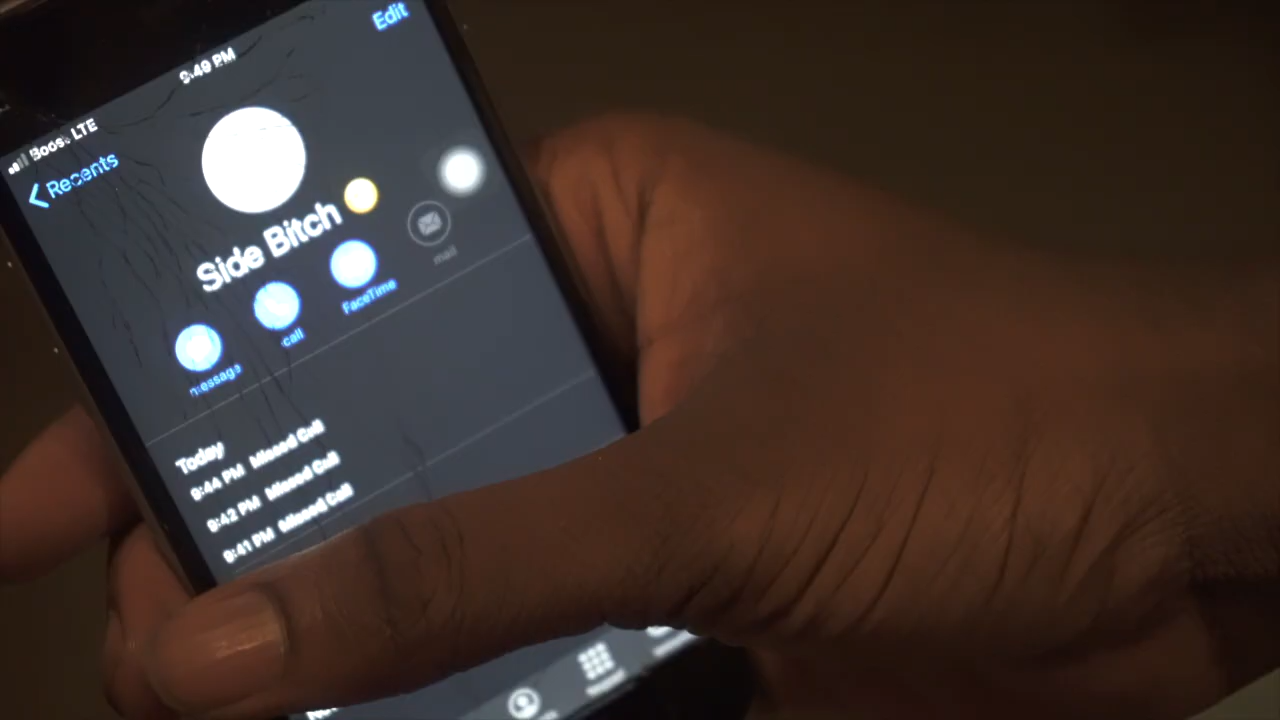 Edit
9:49 PM
Boost LTE
Recents
Side Bitch
message
call
FaceTime
mail
Today
9:44 PM Missed Call
9:42 PM Missed Call
9:41 PM Missed Call